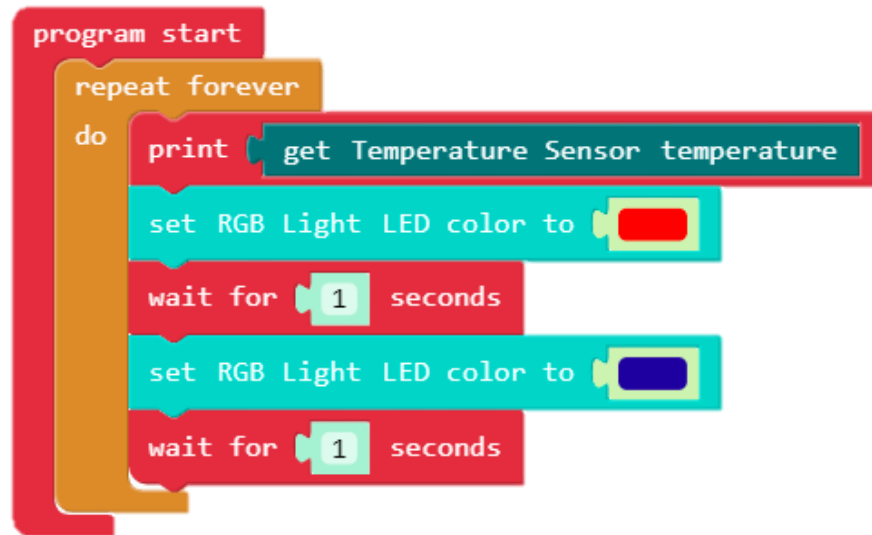 program start
repeat forever
do
print get Temperature Sensor temperature
set RGB Light LED color to
wait for 1 seconds
set RGB Light LED color to
wait for 1 seconds